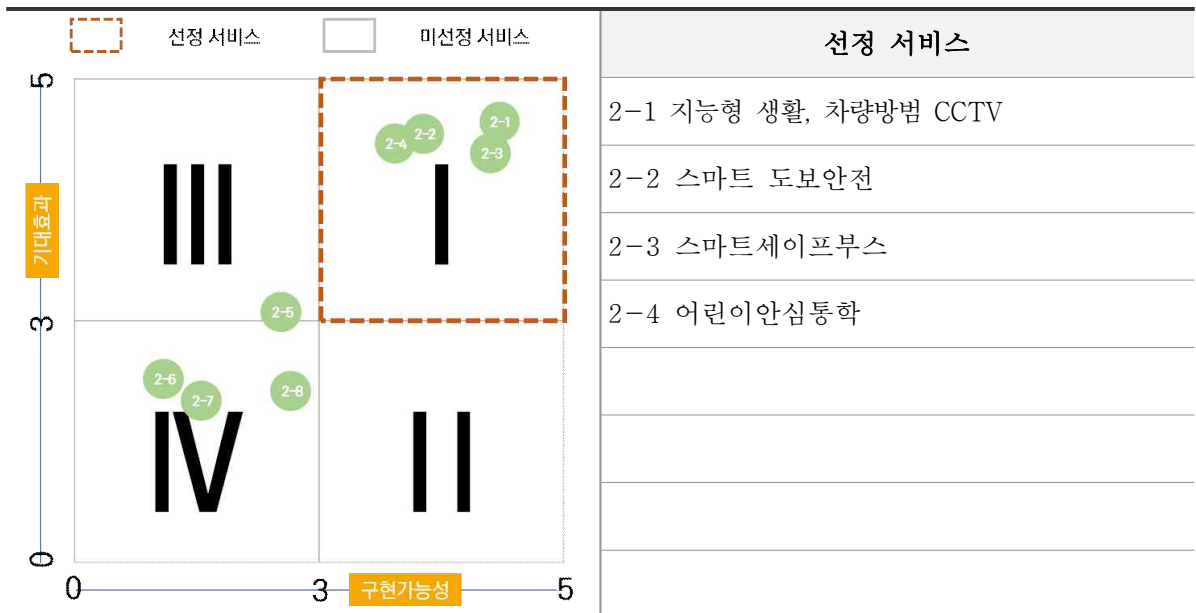 선정 서비스
미선정 서비스
5
3
0
기대효과
III
I
IV
II
2-1
2-2
2-4
2-3
2-5
2-6
2-7
2-8
0
3
구현가능성
5
선정 서비스
2-1 지능형 생활, 차량방범 CCTV
2-2 스마트 도보안전
2-3 스마트세이프부스
2-4 어린이안심통학